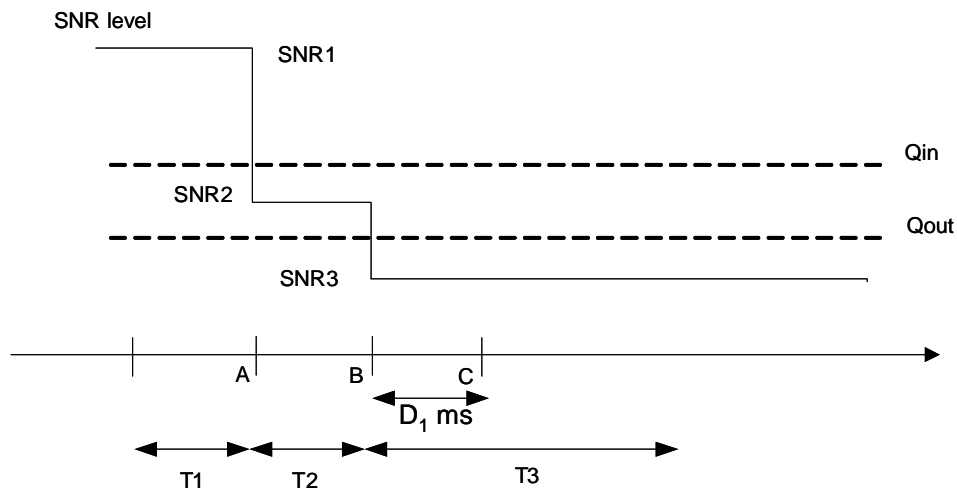 SNR level
SNR1
Qin
SNR2
Qout
SNR3
A
B
C
D₁ ms
T1
T2
T3